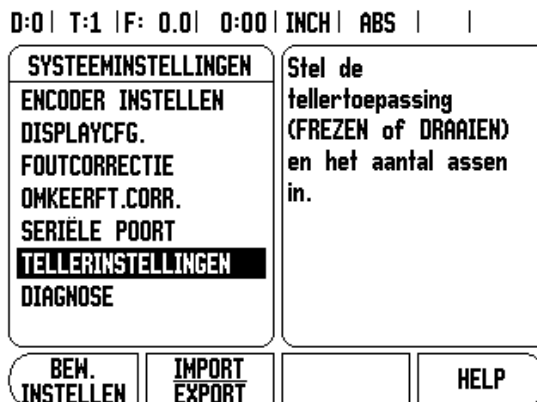 D:0 | T:1 | F: 0.0 | 0:00 | INCH | ABS | |
SYSTEEMINSTELLINGEN
ENCODER INSTELLEN
DISPLAYCFG.
FOUTCORRECTIE
OMKEERFT.CORR.
SERIËLE POORT
TELLERINSTELLINGEN
DIAGNOSE
Stel de
tellertoepassing
(FREZEN of DRAAIEN)
en het aantal assen
in.
BEW.
INSTELLEN
IMPORT
EXPORT
HELP